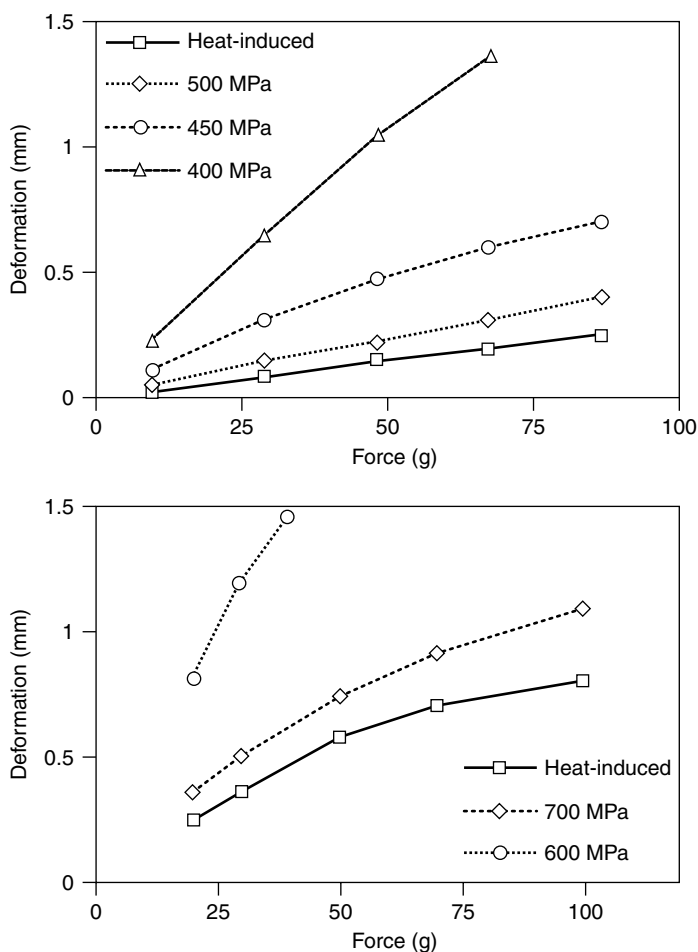 1.5
Heat-induced
500 MPa
450 MPa
400 MPa
1
0.5
0
Deformation (mm)
0 25 50 75 100
Force (g)
1.5
1
0.5
0
Deformation (mm)
Heat-induced
700 MPa
600 MPa
0 25 50 75 100
Force (g)